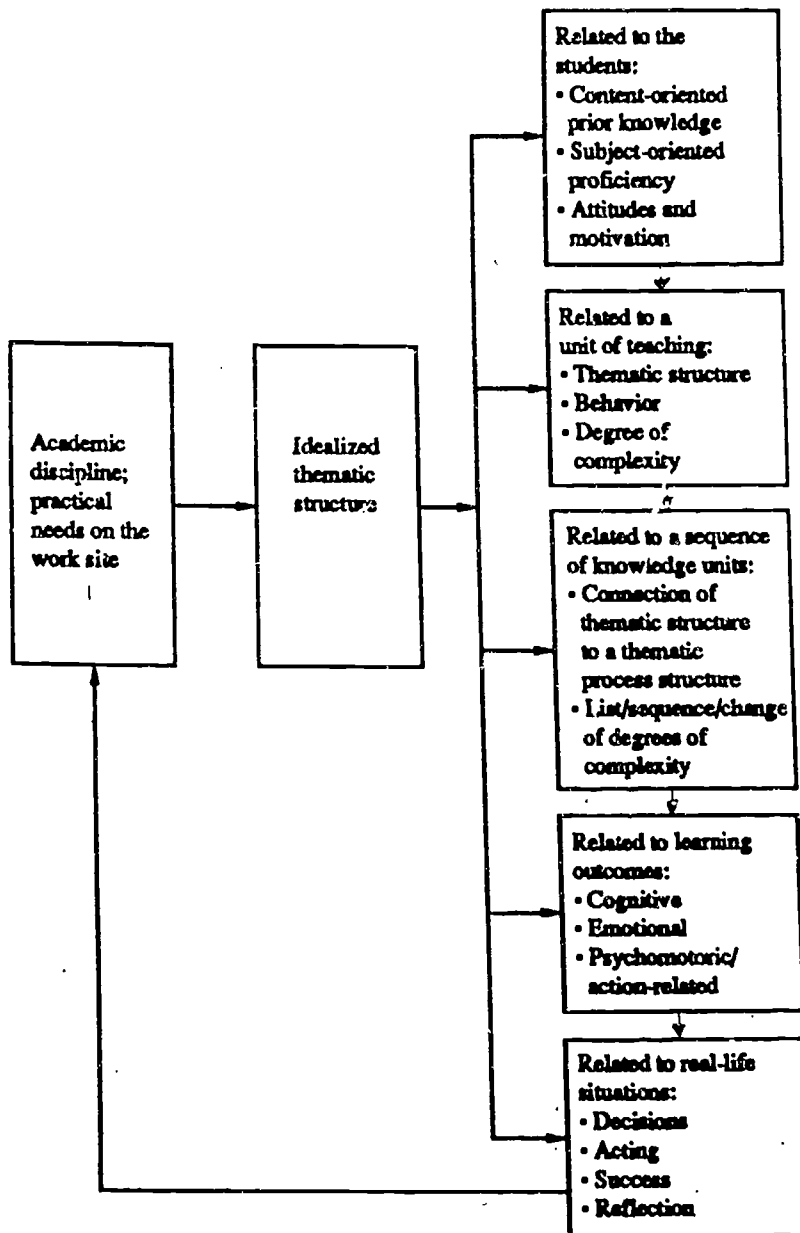 Academic
discipline;
practical
needs on the
work site
Idealized
thematic
structure
Related to the
students:
• Content-oriented
prior knowledge
• Subject-oriented
proficiency
• Attitudes and
motivation
Related to a
unit of teaching:
• Thematic structure
• Behavior
• Degree of
complexity
Related to a sequence
of knowledge units:
• Connection of
thematic structure
to a thematic
process structure
• List/sequence/change
of degrees of
complexity
Related to learning
outcomes:
• Cognitive
• Emotional
• Psychomotoric/
action-related
Related to real-life
situations:
• Decisions
• Acting
• Success
• Reflection